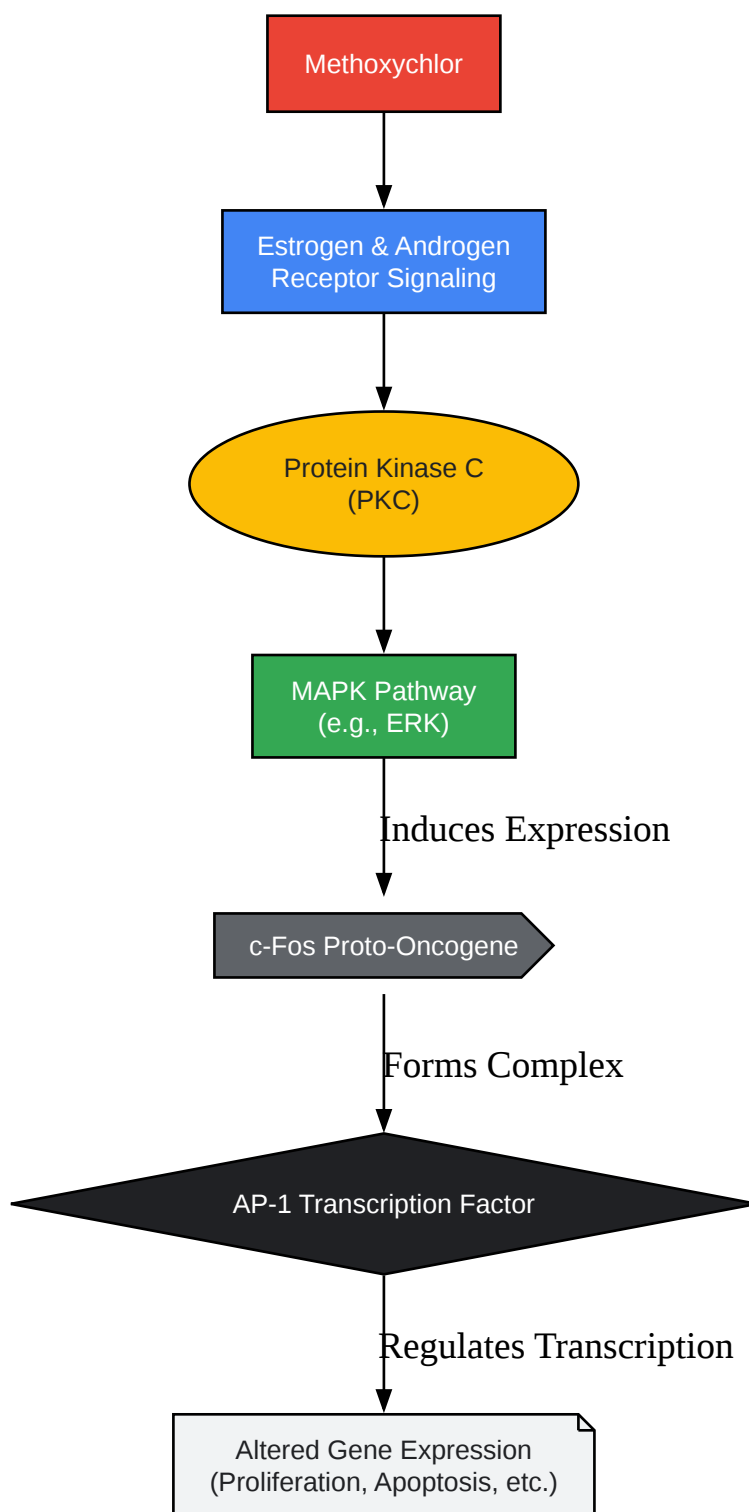 Methoxychlor
Estrogen & Androgen
Receptor Signaling
Protein Kinase C
(PKC)
MAPK Pathway
(e.g., ERK)
Induces Expression
c-Fos Proto-Oncogene
Forms Complex
AP-1 Transcription Factor
Regulates Transcription
Altered Gene Expression
(Proliferation, Apoptosis, etc.)